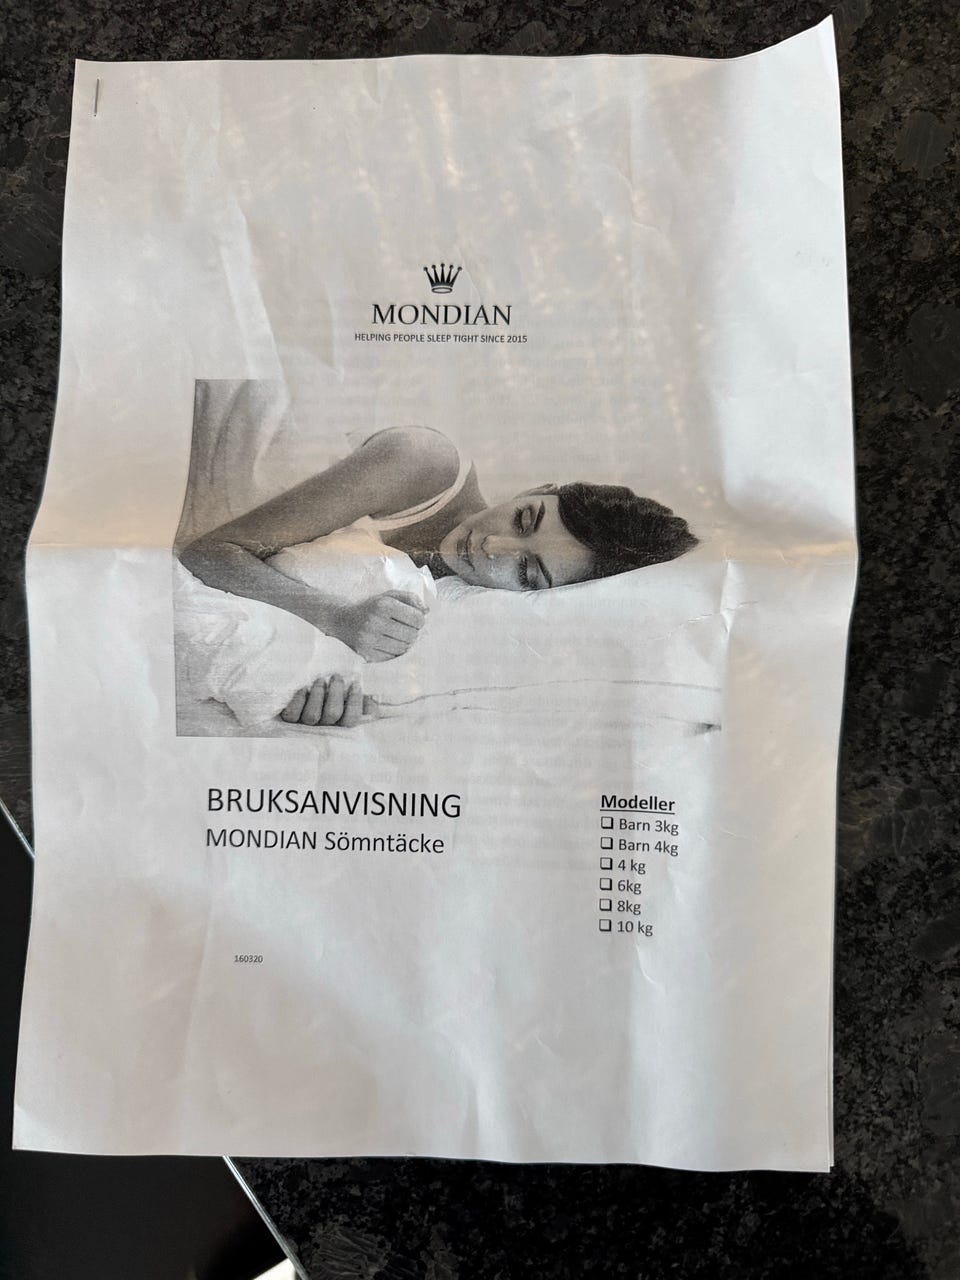 MONDIAN
HELPING PEOPLE SLEEP TIGHT SINCE 2015
BRUKSANVISNING
MONDIAN Sömntäcke
Modeller
❑ Barn 3kg
❑ Barn 4kg
❑ 4 kg
❑ 6kg
❑ 8kg
❑ 10 kg
160320